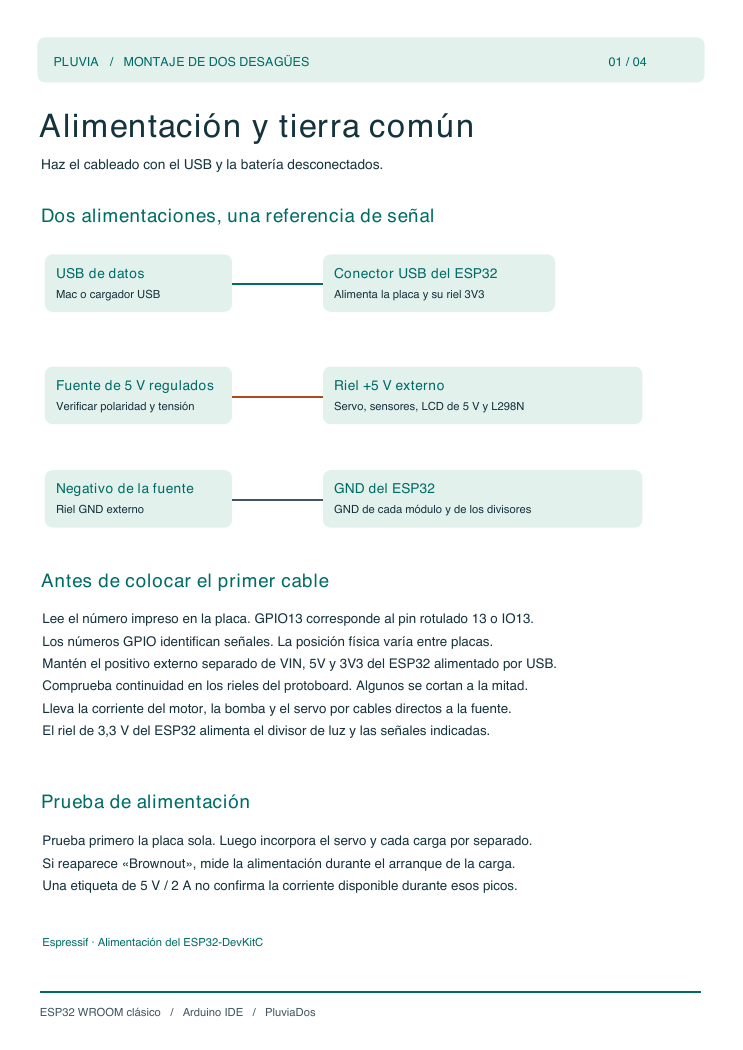 PLUVIA / MONTAJE DE DOS DESAGÜES 01 / 04
Alimentación y tierra común
Haz el cableado con el USB y la batería desconectados.
Dos alimentaciones, una referencia de señal
USB de datos
Mac o cargador USB
Conector USB del ESP32
Alimenta la placa y su riel 3V3
Fuente de 5 V regulados
Verificar polaridad y tensión
Riel +5 V externo
Servo, sensores, LCD de 5 V y L298N
Negativo de la fuente
Riel GND externo
GND del ESP32
GND de cada módulo y de los divisores
Antes de colocar el primer cable
Lee el número impreso en la placa. GPIO13 corresponde al pin rotulado 13 o IO13.
Los números GPIO identifican señales. La posición física varía entre placas.
Mantén el positivo externo separado de VIN, 5V y 3V3 del ESP32 alimentado por USB.
Comprueba continuidad en los rieles del protoboard. Algunos se cortan a la mitad.
Lleva la corriente del motor, la bomba y el servo por cables directos a la fuente.
El riel de 3,3 V del ESP32 alimenta el divisor de luz y las señales indicadas.
Prueba de alimentación
Prueba primero la placa sola. Luego incorpora el servo y cada carga por separado.
Si reaparece «Brownout», mide la alimentación durante el arranque de la carga.
Una etiqueta de 5 V / 2 A no confirma la corriente disponible durante esos picos.
Espressif · Alimentación del ESP32-DevKitC
ESP32 WROOM clásico / Arduino IDE / PluviaDos